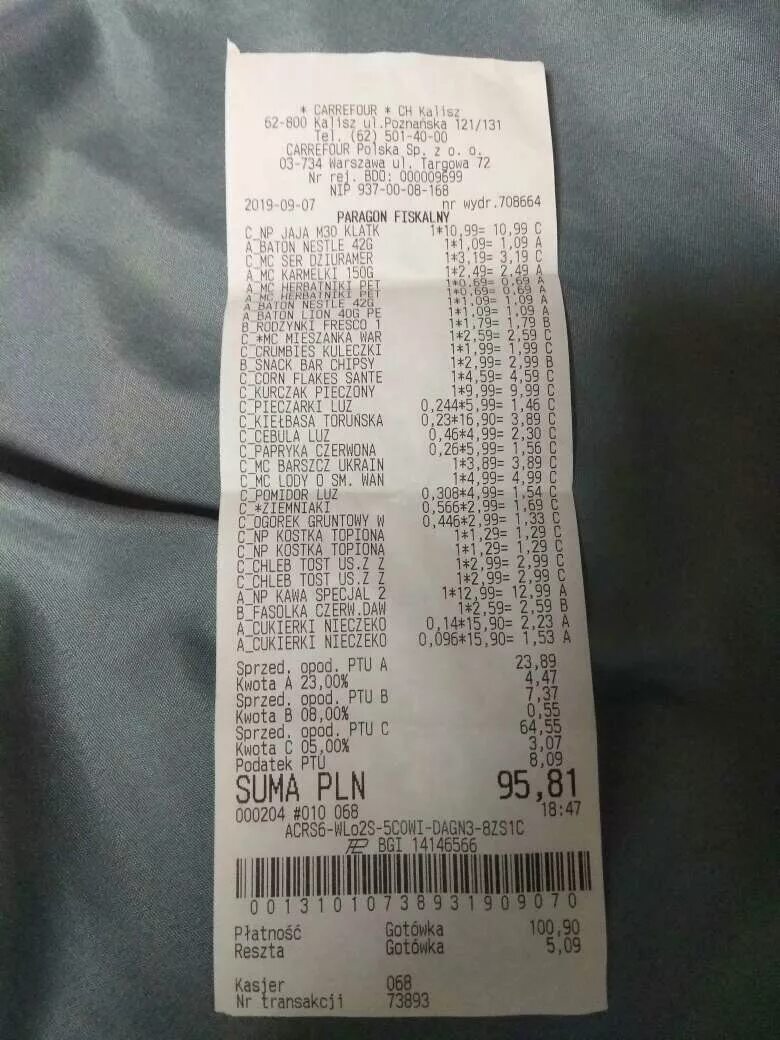 * CARREFOUR * CH Kalisz
62-800 Kalisz ul.Poznańska 121/131
Tel. (62) 501-40-00
CARREFOUR Polska Sp. z o. o.
03-734 Warszawa ul. Targowa 72
Nr rej. BDO: 000009699
NIP 937-00-08-168
2019-09-07 nr wydr.708664
PARAGON FISKALNY
C_NP JAJA M30 KLATK 1*10,99= 10,99 C
A_BATON NESTLE 42G 1*1,09= 1,09 A
C_MC SER DZIURAMER 1*3,19= 3,19 C
A_MC KARMELKI 150G 1*2,49= 2,49 A
A_MC HERBATNIKI PET 1*0,69= 0,69 A
A_MC HERBATNIKI PET 1*0,69= 0,69 A
A_BATON NESTLE 42G 1*1,09= 1,09 A
A_BATON LION 40G PE 1*1,09= 1,09 A
B_RODZYNKI FRESCO 1 1*1,79= 1,79 B
C_*MC MIESZANKA WAR 1*2,59= 2,59 C
C_CRUMBIES KULECZKI 1*1,99= 1,99 C
B_SNACK BAR CHIPSY 1*2,99= 2,99 B
C_CORN FLAKES SANTE 1*4,59= 4,59 C
C_KURCZAK PIECZONY 1*9,99= 9,99 C
C_PIECZARKI LUZ 0,244*5,99= 1,46 C
C_KIEŁBASA TORUŃSKA 0,23*16,90= 3,89 C
C_CEBULA LUZ 0,46*4,99= 2,30 C
C_PAPRYKA CZERWONA 0,26*5,99= 1,56 C
C_MC BARSZCZ UKRAIN 1*3,89= 3,89 C
C_MC LODY O SM. WAN 1*4,99= 4,99 C
C_POMIDOR LUZ 0,308*4,99= 1,54 C
C_*ZIEMNIAKI 0,566*2,99= 1,69 C
C_OGÓREK GRUNTOWY W 0,446*2,99= 1,33 C
C_NP KOSTKA TOPIONA 1*1,29= 1,29 C
C_NP KOSTKA TOPIONA 1*1,29= 1,29 C
C_CHLEB TOST US.Z Z 1*2,99= 2,99 C
C_CHLEB TOST US.Z Z 1*2,99= 2,99 C
A_NP KAWA SPECJAL 2 1*12,99= 12,99 A
B_FASOLKA CZERW.DAW 1*2,59= 2,59 B
A_CUKIERKI NIECZEKO 0,14*15,90= 2,23 A
A_CUKIERKI NIECZEKO 0,096*15,90= 1,53 A
Sprzed. opod. PTU A 23,89
Kwota A 23,00% 4,47
Sprzed. opod. PTU B 7,37
Kwota B 08,00% 0,55
Sprzed. opod. PTU C 64,55
Kwota C 05,00% 3,07
Podatek PTU 8,09
SUMA PLN 95,81
000204 #010 068 18:47
ACRS6-WLo2S-5COWI-DAGN3-8ZS1C
BGI 14146566
0013101073893190907​0
Płatność Gotówka 100,90
Reszta Gotówka 5,09
Kasjer 068
Nr transakcji 73893